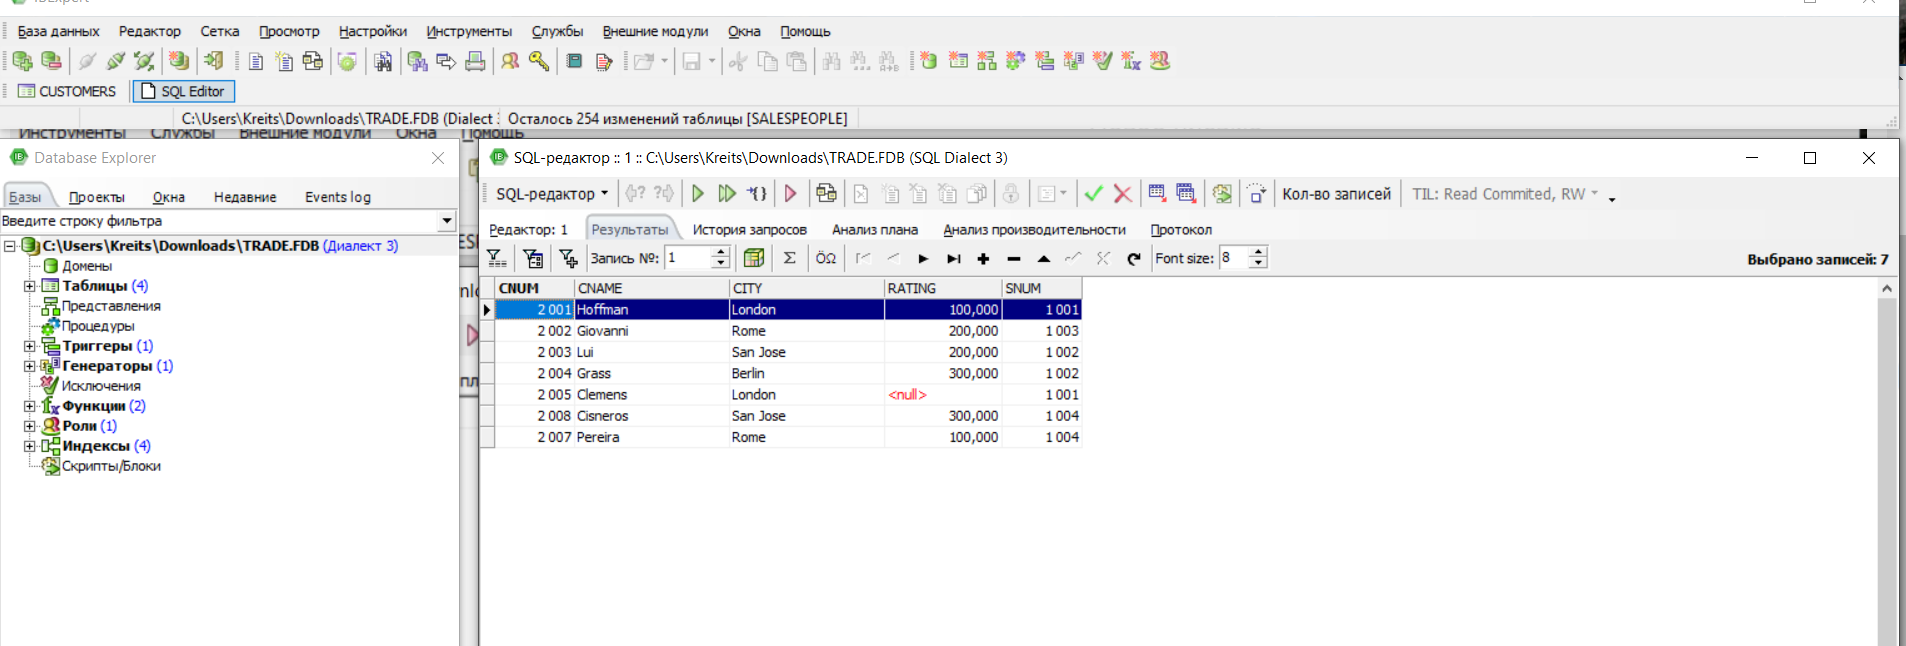 IBExpert
База данных Редактор Сетка Просмотр Настройки Инструменты Службы Внешние модули Окна Помощь
CUSTOMERS SQL Editor
C:\Users\Kreits\Downloads\TRADE.FDB (Dialect Осталось 254 изменений таблицы [SALESPEOPLE]
Инструменты Службы Внешние модули Окна Помощь
Database Explorer
Базы Проекты Окна Недавние Events log
Введите строку фильтра
C:\Users\Kreits\Downloads\TRADE.FDB (Диалект 3)
Домены
Таблицы (4)
Представления
Процедуры
Триггеры (1)
Генераторы (1)
Исключения
Функции (2)
Роли (1)
Индексы (4)
Скрипты/Блоки
SQL-редактор :: 1 :: C:\Users\Kreits\Downloads\TRADE.FDB (SQL Dialect 3)
SQL-редактор Кол-во записей TIL: Read Commited, RW
Редактор: 1 Результаты История запросов Анализ плана Анализ производительности Протокол
Запись №: 1 Σ ÖΩ Font size: 8 Выбрано записей: 7
CNUM CNAME CITY RATING SNUM
2 001 Hoffman London 100,000 1 001
2 002 Giovanni Rome 200,000 1 003
2 003 Lui San Jose 200,000 1 002
2 004 Grass Berlin 300,000 1 002
2 005 Clemens London <null> 1 001
2 008 Cisneros San Jose 300,000 1 004
2 007 Pereira Rome 100,000 1 004